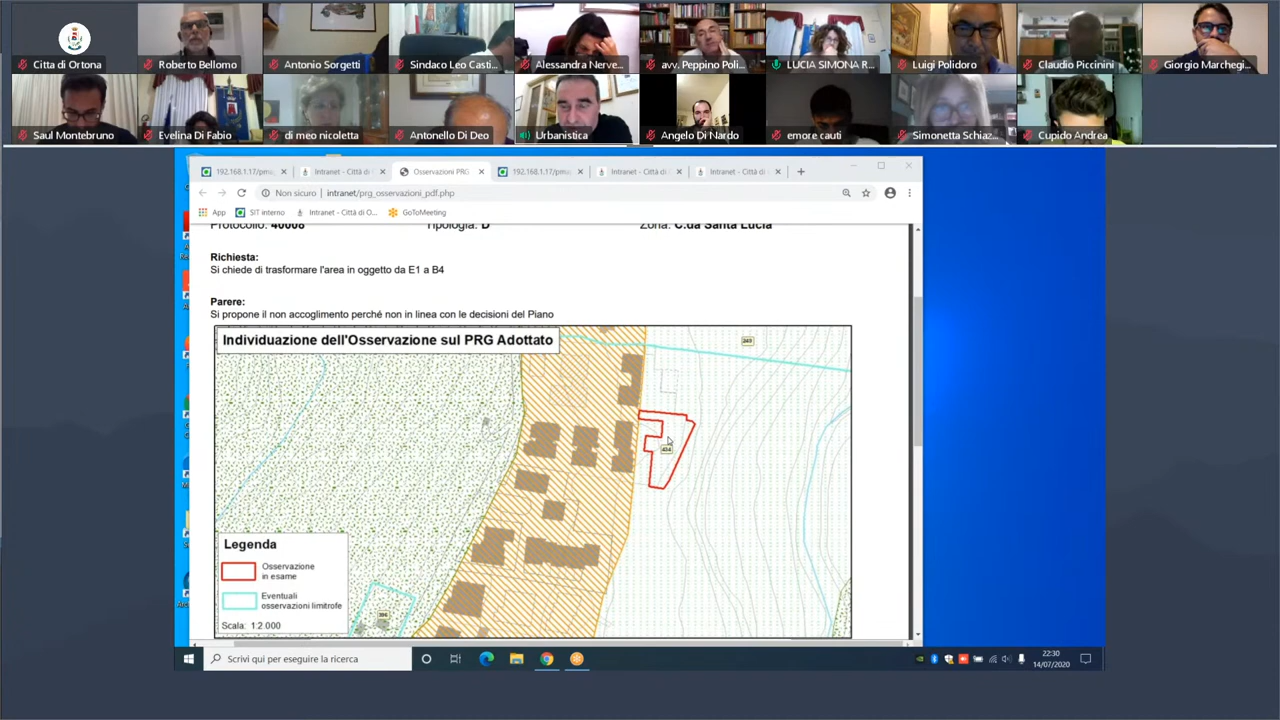 Citta di Ortona
Roberto Bellomo
Antonio Sorgetti
Sindaco Leo Casti...
Alessandra Nerve...
avv. Peppino Poli...
LUCIA SIMONA R...
Luigi Polidoro
Claudio Piccinini
Giorgio Marchegi...
Saul Montebruno
Evelina Di Fabio
di meo nicoletta
Antonello Di Deo
Urbanistica
Angelo Di Nardo
emore cauti
Simonetta Schiaz...
Cupido Andrea
192.168.1.17/pma
Intranet - Città di
Osservazioni PRG
192.168.1.17/pma
Intranet - Città di
Intranet - Città di
Non sicuro
intranet/prg_osservazioni_pdf.php
App
SIT interno
Intranet - Città di O...
GoToMeeting
Protocollo: 40008
Tipologia: D
Zona: C.da Santa Lucia
Richiesta:
Si chiede di trasformare l'area in oggetto da E1 a B4
Parere:
Si propone il non accoglimento perché non in linea con le decisioni del Piano
Individuazione dell'Osservazione sul PRG Adottato
Legenda
Osservazione
in esame
Eventuali
osservazioni limitrofe
Scala: 1:2.000
Scrivi qui per eseguire la ricerca
22:30
14/07/2020